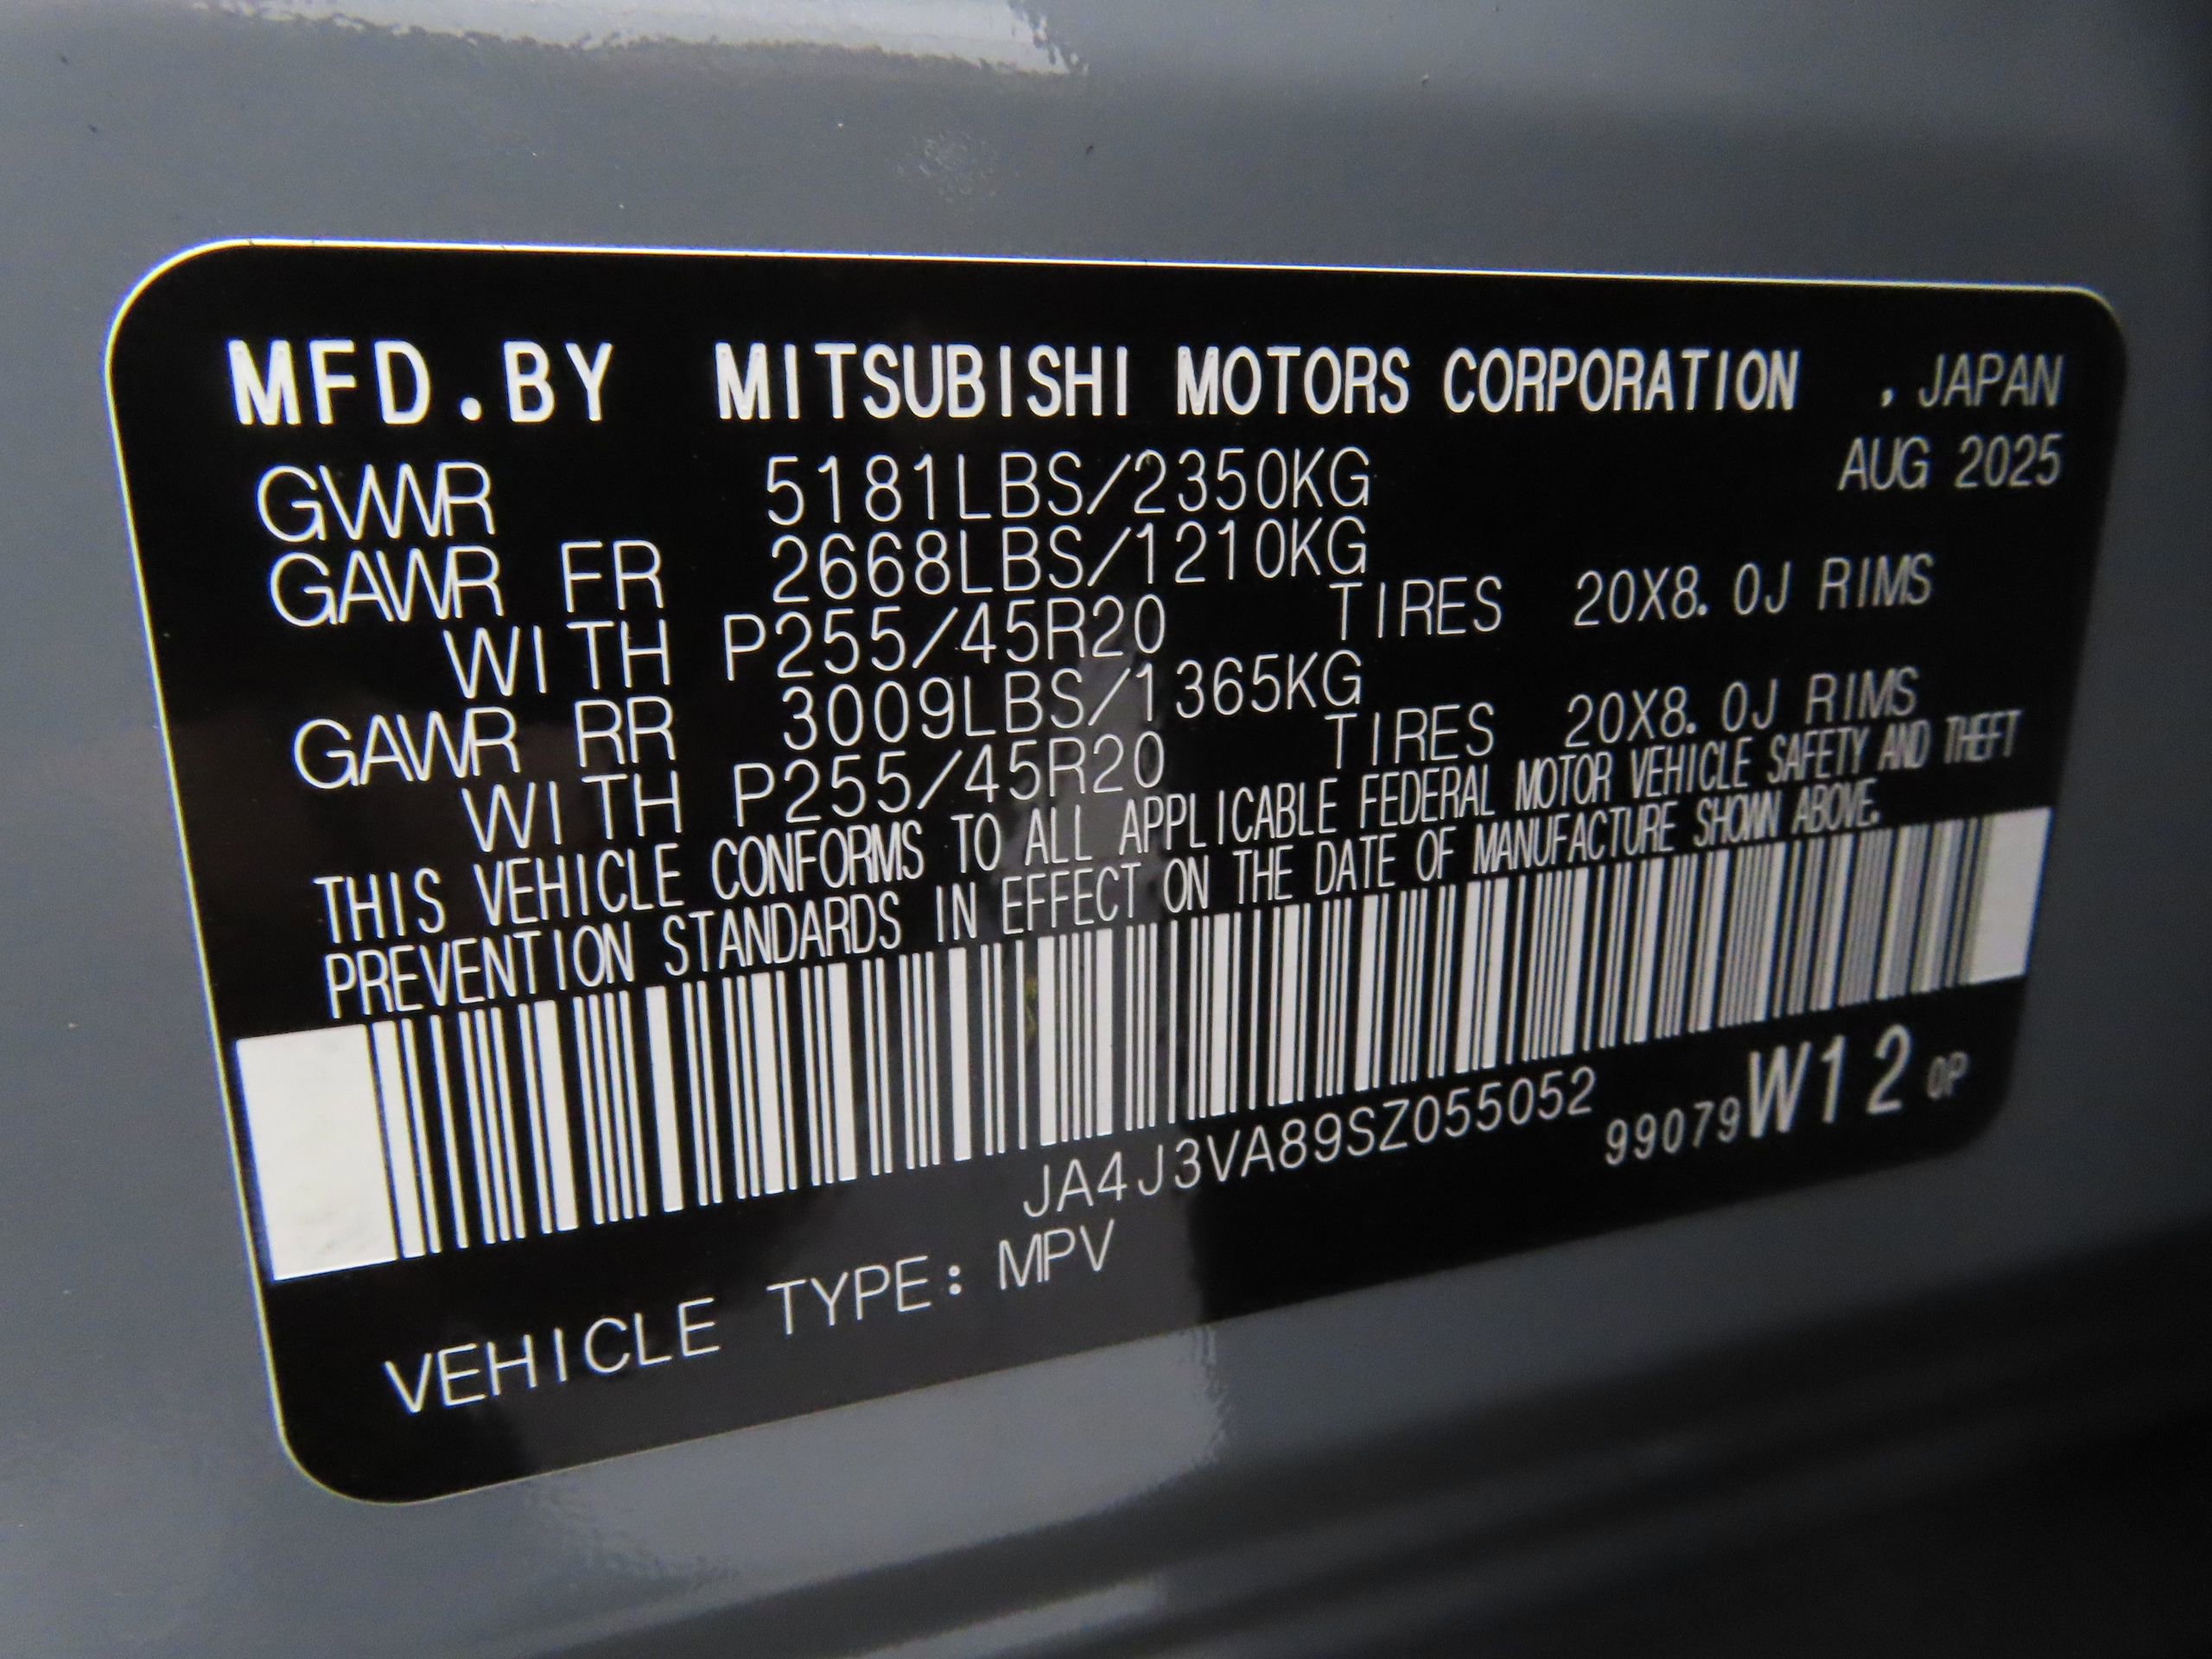 MFD.BY MITSUBISHI MOTORS CORPORATION , JAPAN
AUG 2025
GVWR 5181LBS/2350KG
GAWR FR 2668LBS/1210KG
WITH P255/45R20 TIRES 20X8.0J RIMS
GAWR RR 3009LBS/1365KG
WITH P255/45R20 TIRES 20X8.0J RIMS
THIS VEHICLE CONFORMS TO ALL APPLICABLE FEDERAL MOTOR VEHICLE SAFETY AND THEFT
PREVENTION STANDARDS IN EFFECT ON THE DATE OF MANUFACTURE SHOWN ABOVE.
JA4J3VA89SZ055052 99079W12 0P
VEHICLE TYPE: MPV